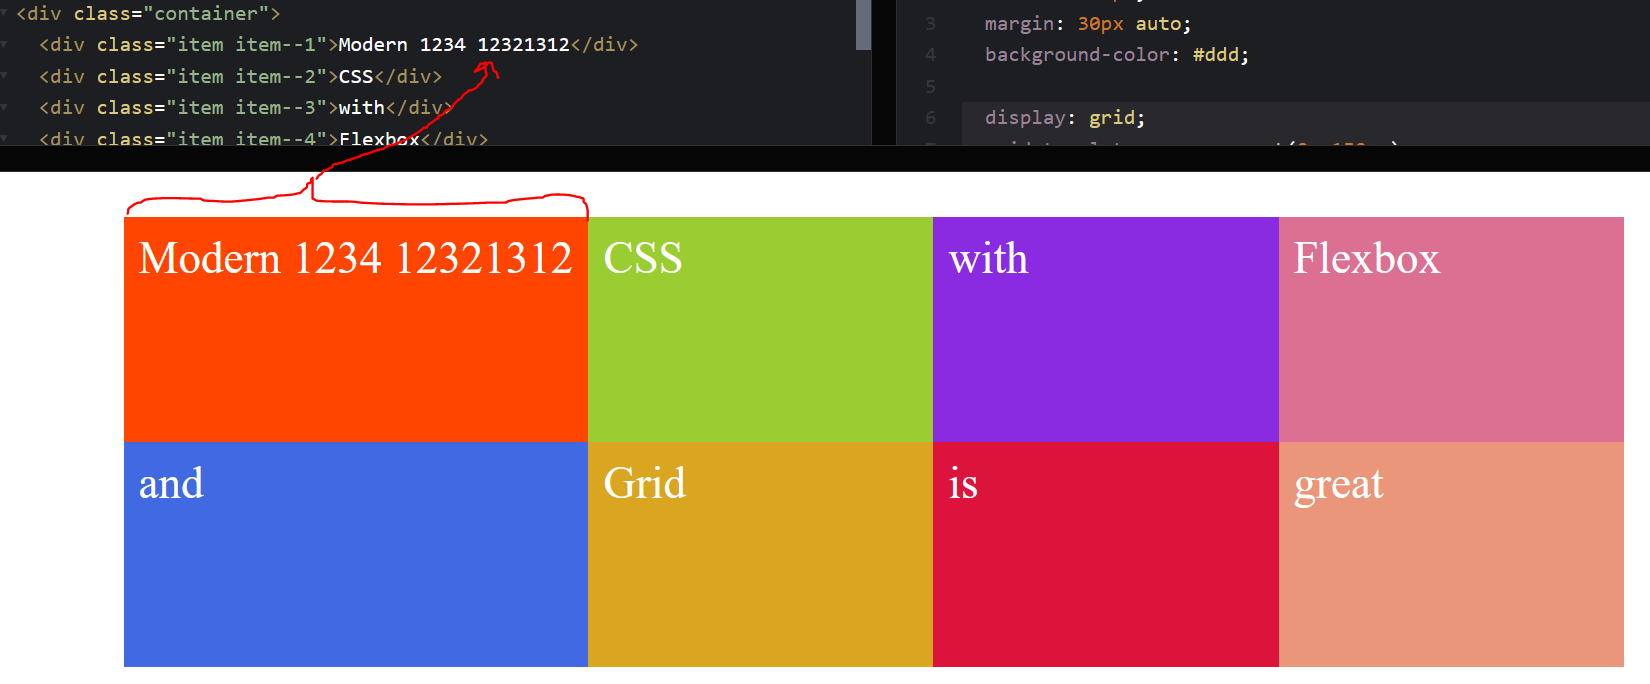 <div class="container">
<div class="item item--1">Modern 1234 12321312</div>
<div class="item item--2">CSS</div>
<div class="item item--3">with</div>
<div class="item item--4">Flexbox</div>
3 margin: 30px auto;
4 background-color: #ddd;
5
6 display: grid;
Modern 1234 12321312
CSS
with
Flexbox
and
Grid
is
great